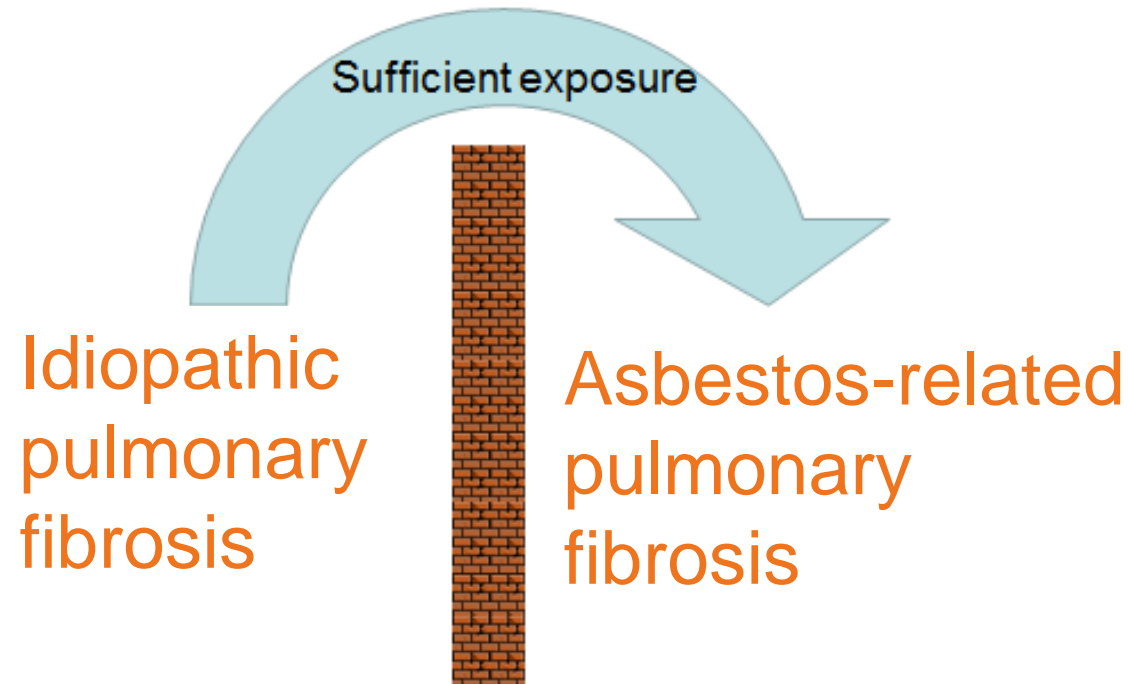 Sufficient exposure
Idiopathic
pulmonary
fibrosis
Asbestos-related
pulmonary
fibrosis